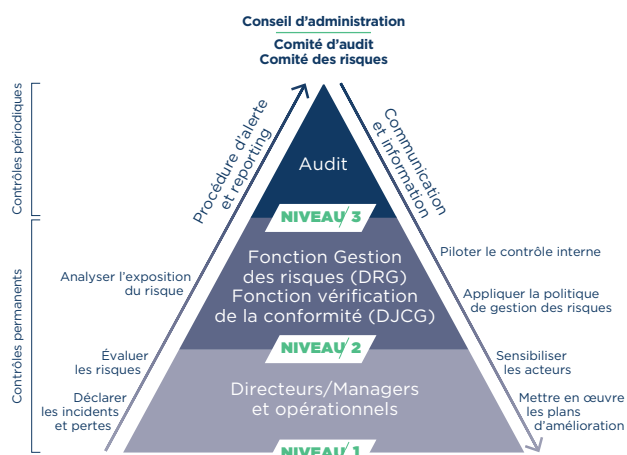 Conseil d’administration
Comité d’audit
Comité des risques
Contrôles périodiques
Procédure d’alerte
et reporting
Communication
et information
Audit
NIVEAU 3
Contrôles permanents
Fonction Gestion
des risques (DRG)
Fonction vérification
de la conformité (DJCG)
Analyser l’exposition
du risque
Piloter le contrôle interne
Appliquer la politique
de gestion des risques
NIVEAU 2
Évaluer
les risques
Sensibiliser
les acteurs
Directeurs/Managers
et opérationnels
Déclarer
les incidents
et pertes
Mettre en œuvre
les plans
d’amélioration
NIVEAU 1